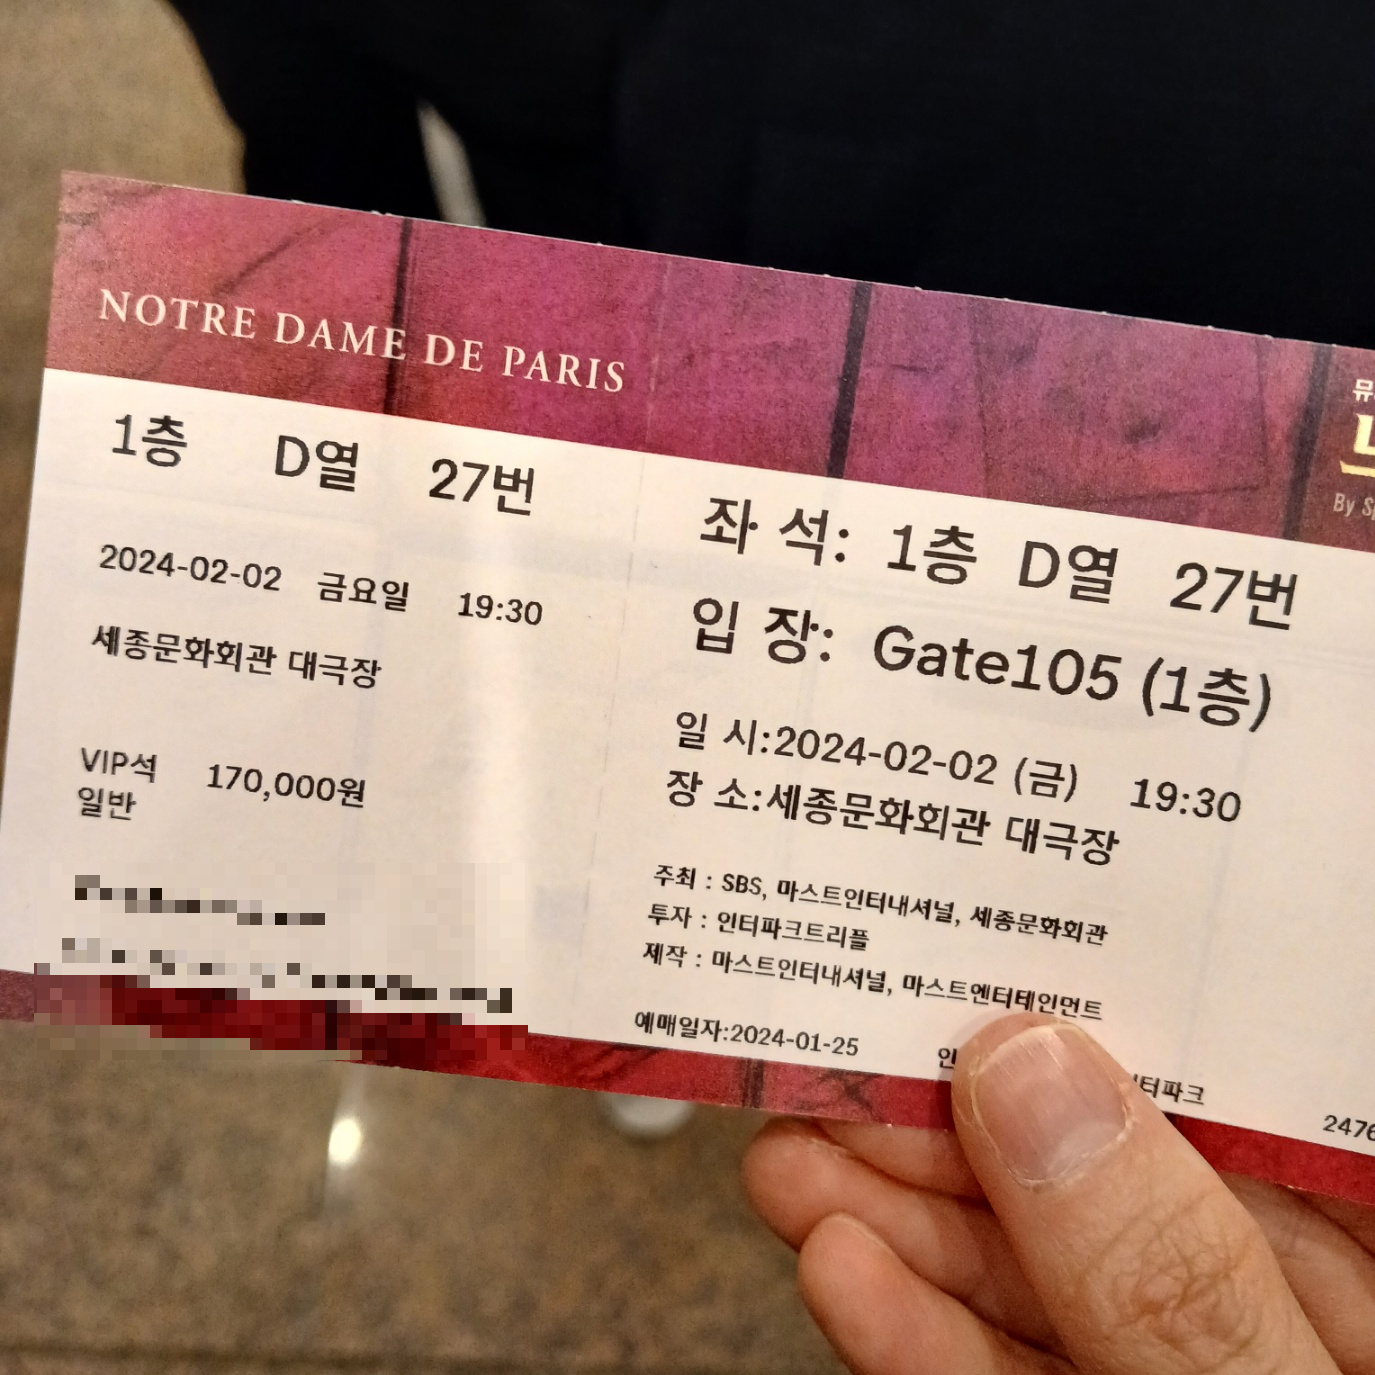 NOTRE DAME DE PARIS
1층 D열 27번
2024-02-02 금요일 19:30
세종문화회관 대극장
VIP석 170,000원
일반
By
좌 석: 1층 D열 27번
입 장: Gate105 (1층)
일 시:2024-02-02 (금) 19:30
장 소:세종문화회관 대극장
주최 : SBS, 마스트인터내셔널, 세종문화회관
투자 : 인터파크트리플
제작 : 마스트인터내셔널, 마스트엔터테인먼트
예매일자:2024-01-25
터파크
2476